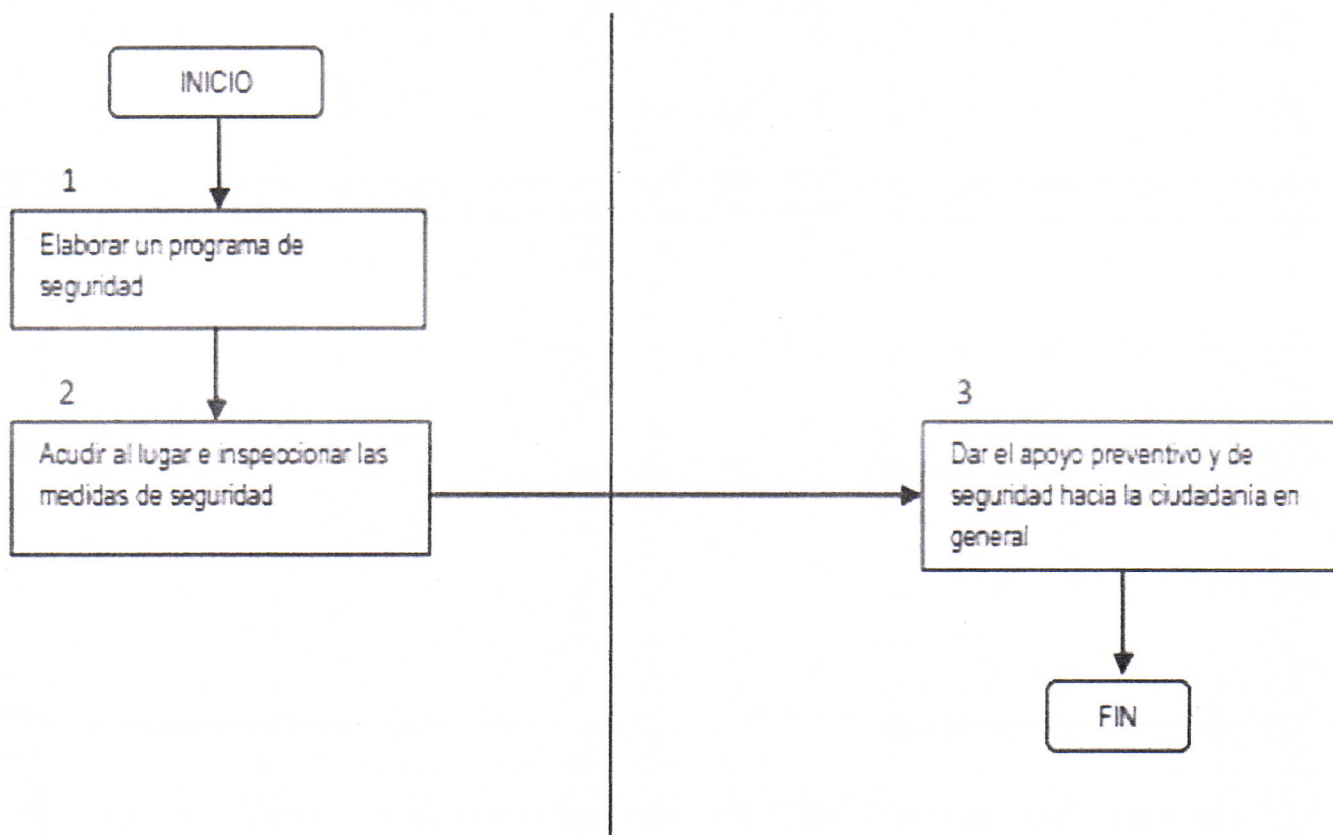 INICIO
1
Elaborar un programa de
seguridad
2
Acudir al lugar e inspeccionar las
medidas de seguridad
3
Dar el apoyo preventivo y de
seguridad hacia la ciudadanía en
general
FIN